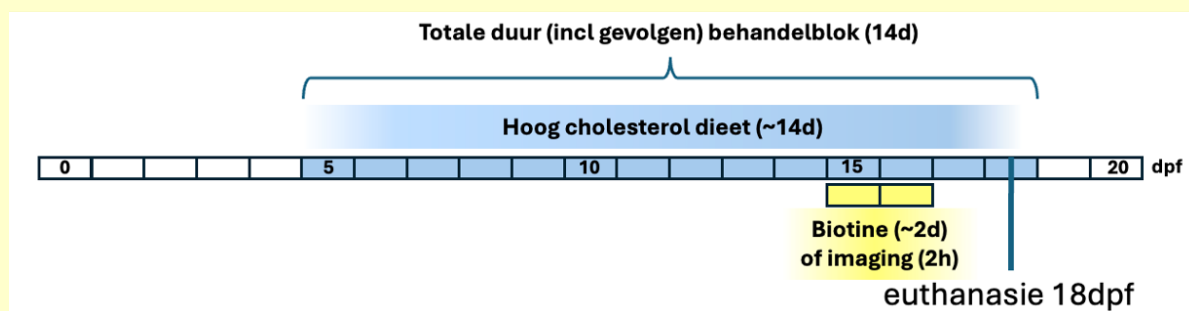 Totale duur (incl gevolgen) behandelblok (14d)
Hoog cholesterol dieet (~14d)
0 5 10 15 20 dpf
Biotine (~2d)
of imaging (2h)
euthanasie 18dpf